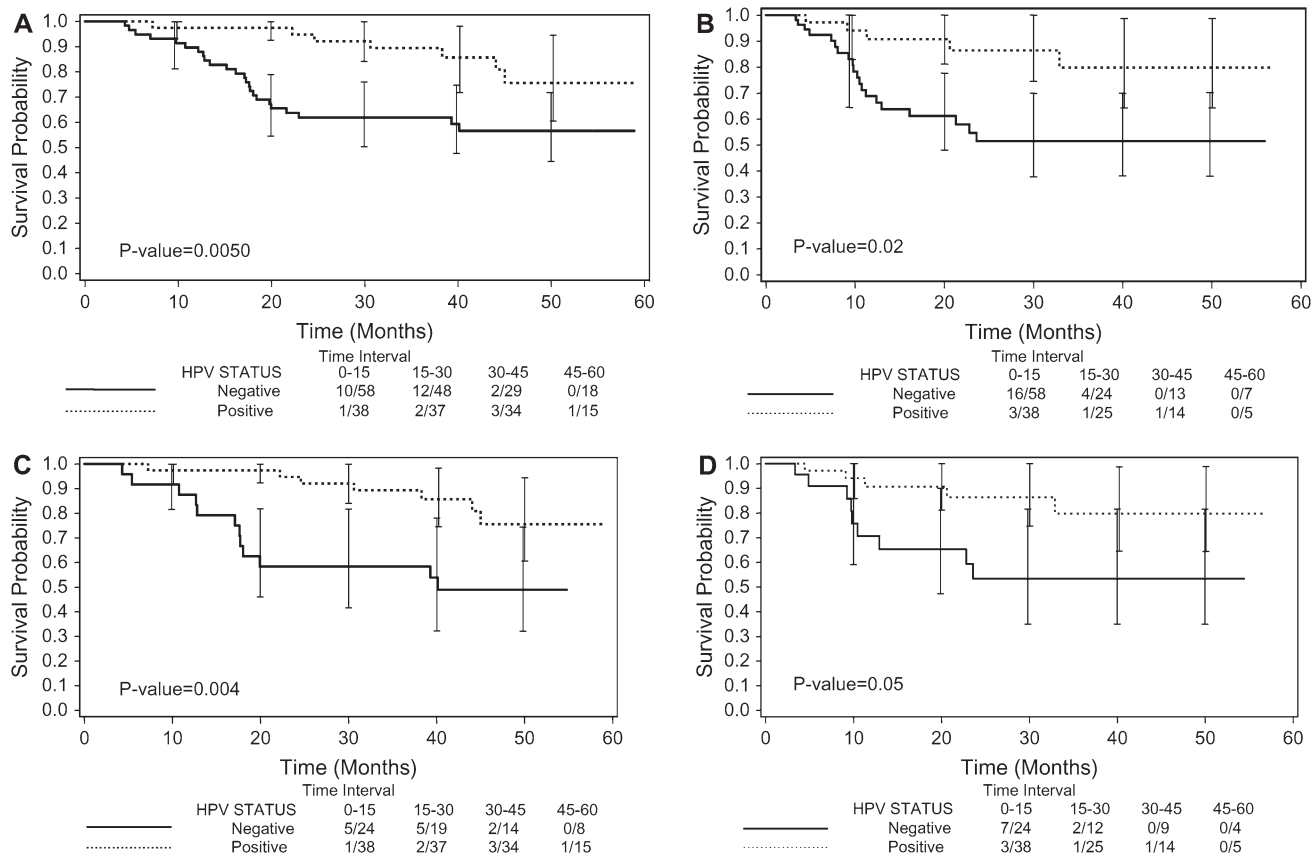 A
Survival Probability
1.0
0.9
0.8
0.7
0.6
0.5
0.4
0.3
0.2
0.1
0.0
P-value=0.0050
0 10 20 30 40 50 60
Time (Months)
Time Interval
HPV STATUS 0-15 15-30 30-45 45-60
Negative 10/58 12/48 2/29 0/18
Positive 1/38 2/37 3/34 1/15
B
Survival Probability
1.0
0.9
0.8
0.7
0.6
0.5
0.4
0.3
0.2
0.1
0.0
P-value=0.02
0 10 20 30 40 50 60
Time (Months)
Time Interval
HPV STATUS 0-15 15-30 30-45 45-60
Negative 16/58 4/24 0/13 0/7
Positive 3/38 1/25 1/14 0/5
C
Survival Probability
1.0
0.9
0.8
0.7
0.6
0.5
0.4
0.3
0.2
0.1
0.0
P-value=0.004
0 10 20 30 40 50 60
Time (Months)
Time Interval
HPV STATUS 0-15 15-30 30-45 45-60
Negative 5/24 5/19 2/14 0/8
Positive 1/38 2/37 3/34 1/15
D
Survival Probability
1.0
0.9
0.8
0.7
0.6
0.5
0.4
0.3
0.2
0.1
0.0
P-value=0.05
0 10 20 30 40 50 60
Time (Months)
Time Interval
HPV STATUS 0-15 15-30 30-45 45-60
Negative 7/24 2/12 0/9 0/4
Positive 3/38 1/25 1/14 0/5